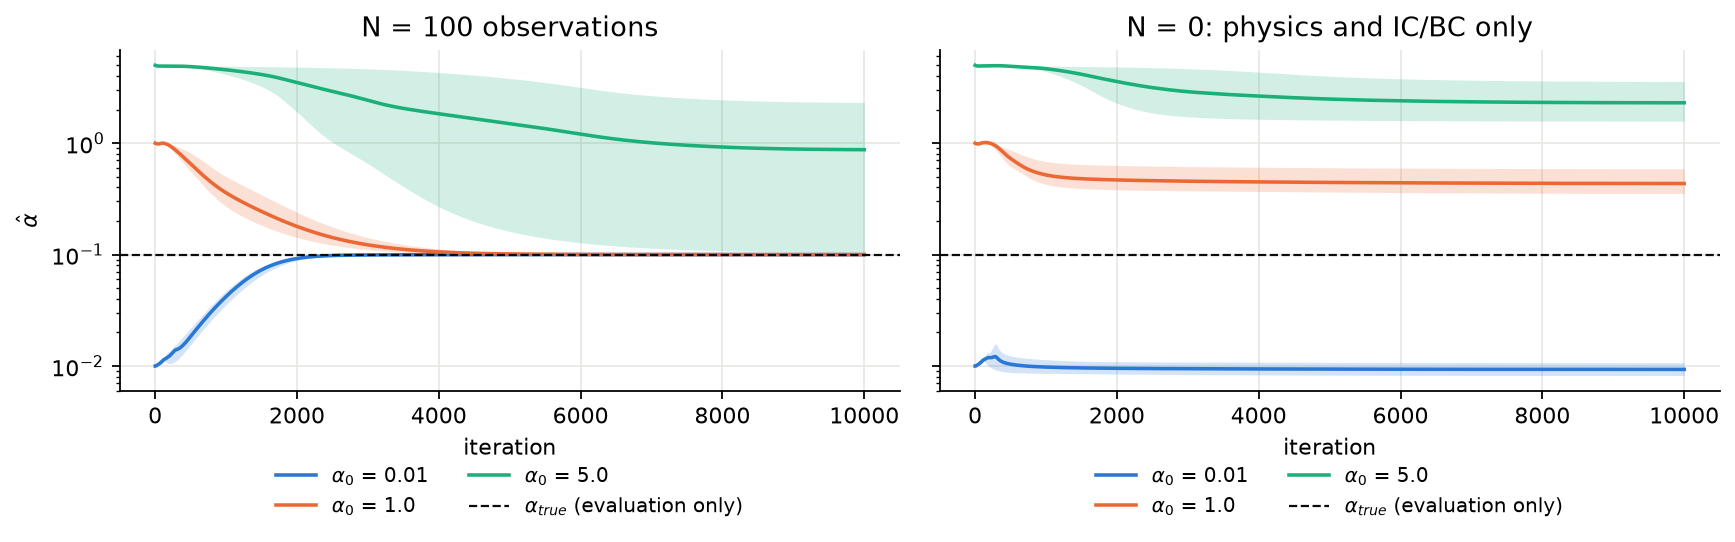 N = 100 observations
10⁰
10⁻¹
10⁻²
α̂
0 2000 4000 6000 8000 10000
iteration
α₀ = 0.01 α₀ = 5.0
α₀ = 1.0 α_true (evaluation only)
N = 0: physics and IC/BC only
0 2000 4000 6000 8000 10000
iteration
α₀ = 0.01 α₀ = 5.0
α₀ = 1.0 α_true (evaluation only)